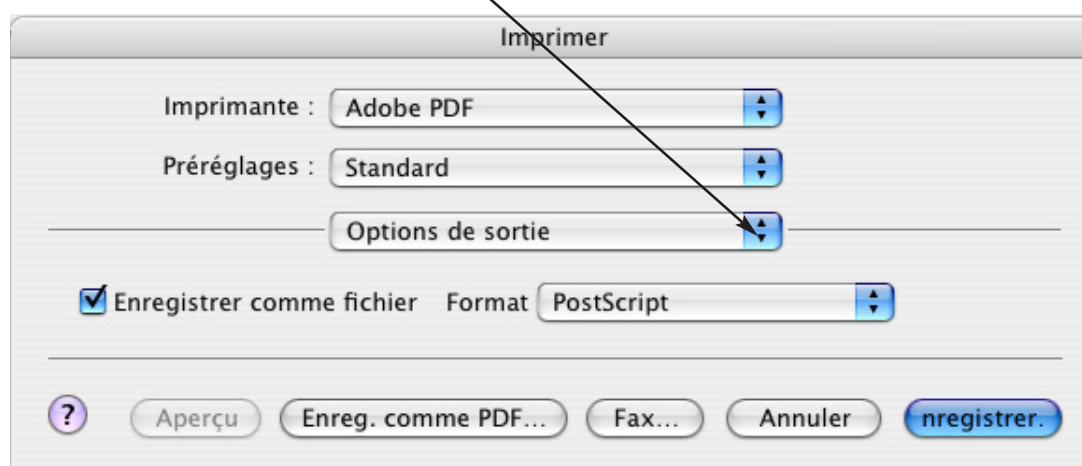 Imprimer
Imprimante : Adobe PDF
Préréglages : Standard
Options de sortie
Enregistrer comme fichier Format PostScript
? Aperçu Enreg. comme PDF... Fax... Annuler nregistrer.